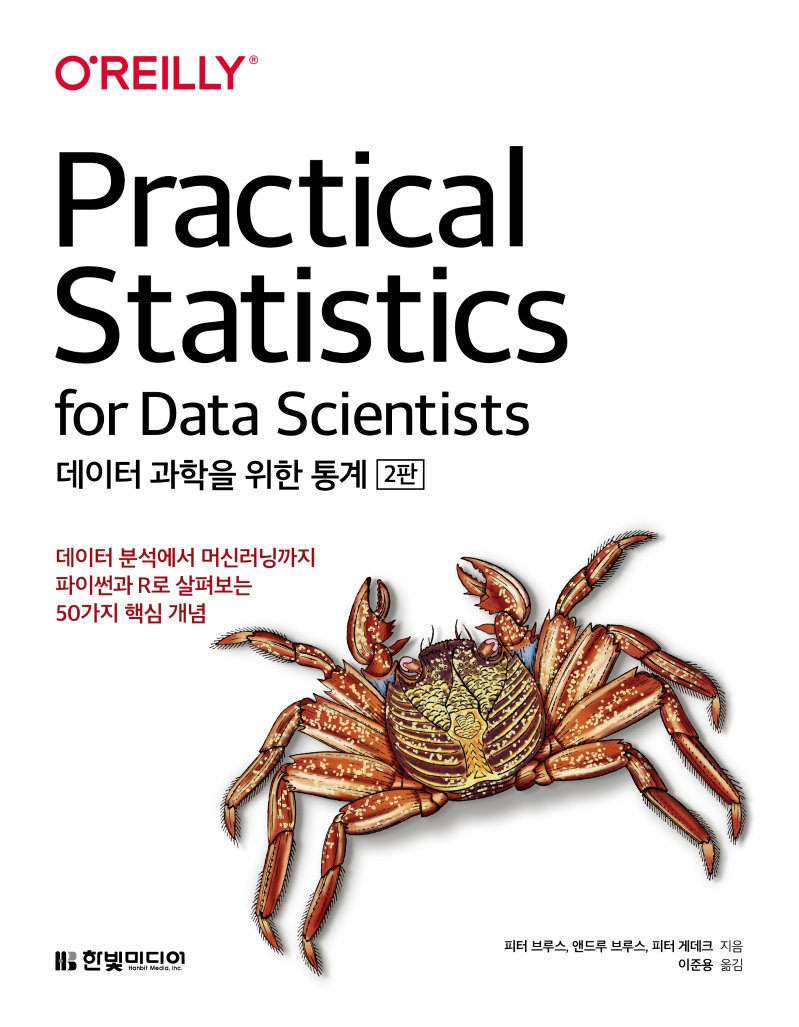 O'REILLY®
Practical
Statistics
for Data Scientists
데이터 과학을 위한 통계 2판
데이터 분석에서 머신러닝까지
파이썬과 R로 살펴보는
50가지 핵심 개념
한빛미디어
Hanbit Media, Inc.
피터 브루스, 앤드루 브루스, 피터 게데크 지음
이준용 옮김